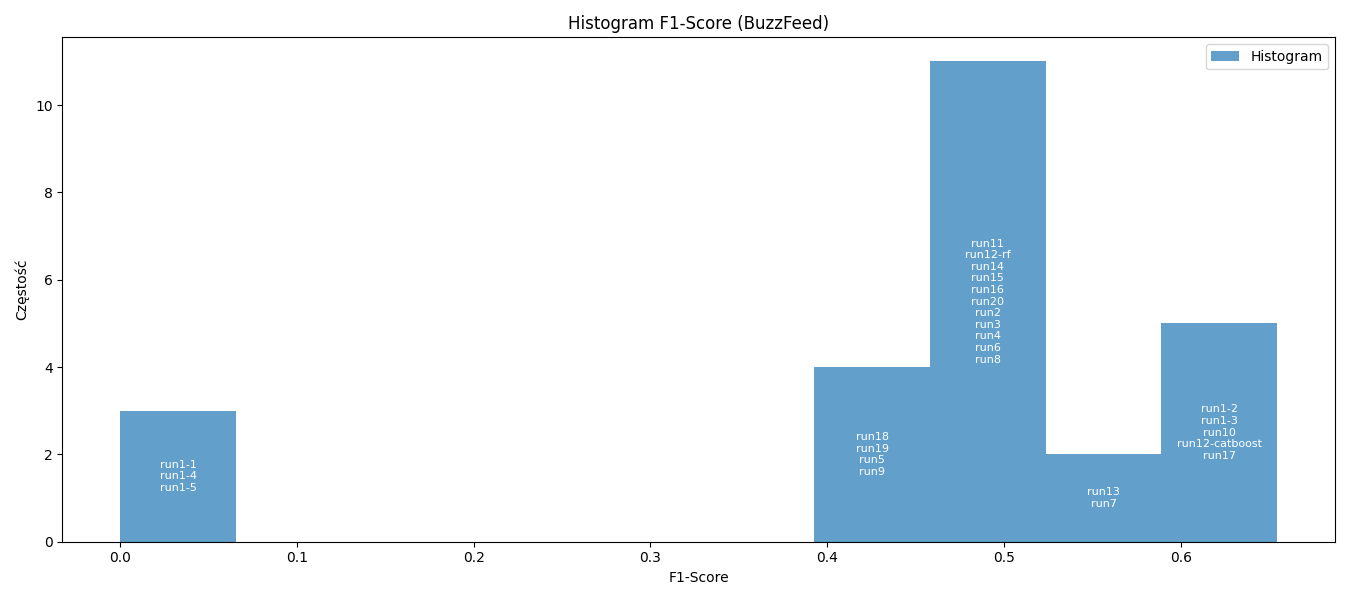 Histogram F1-Score (BuzzFeed)
Histogram
Częstość
10
8
6
4
2
0
run1-1
run1-4
run1-5
run18
run19
run5
run9
run11
run12-rf
run14
run15
run16
run20
run2
run3
run4
run6
run8
run13
run7
run1-2
run1-3
run10
run12-catboost
run17
0.0 0.1 0.2 0.3 0.4 0.5 0.6
F1-Score